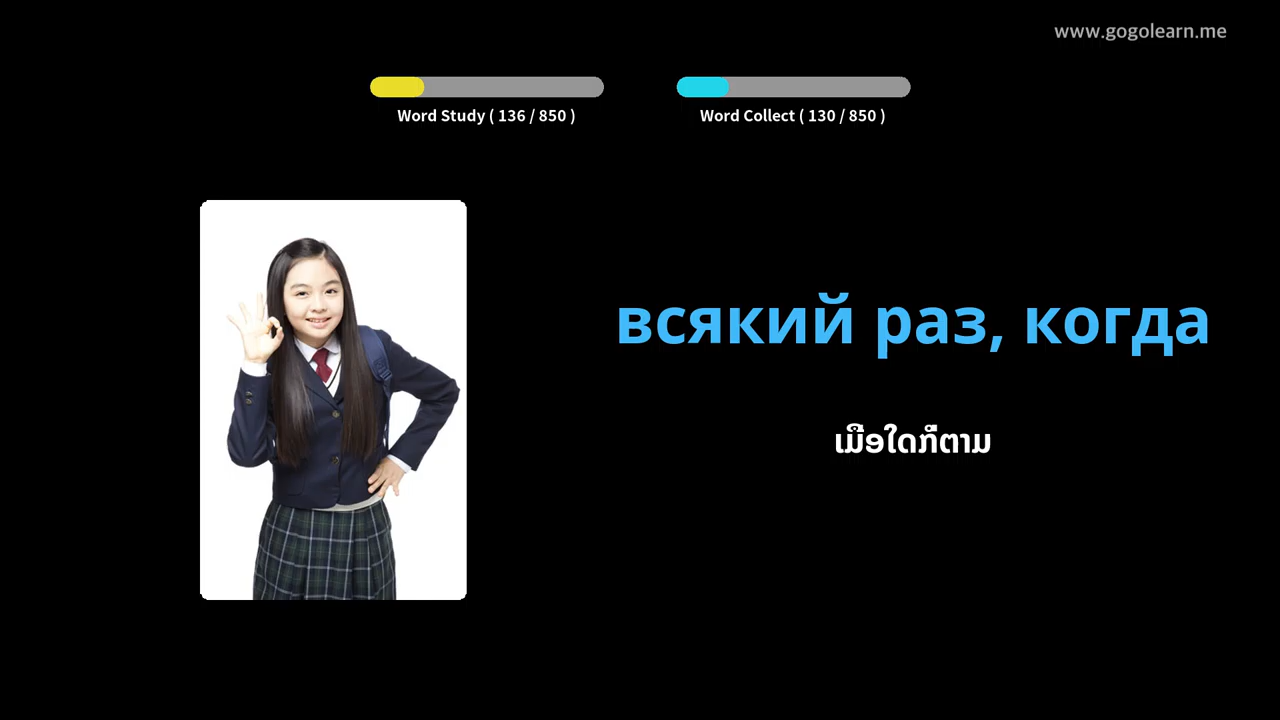 www.gogolearn.me
Word Study ( 136 / 850 )
Word Collect ( 130 / 850 )
всякий раз, когда
ເມື່ອໃດກໍ່ຕາມ